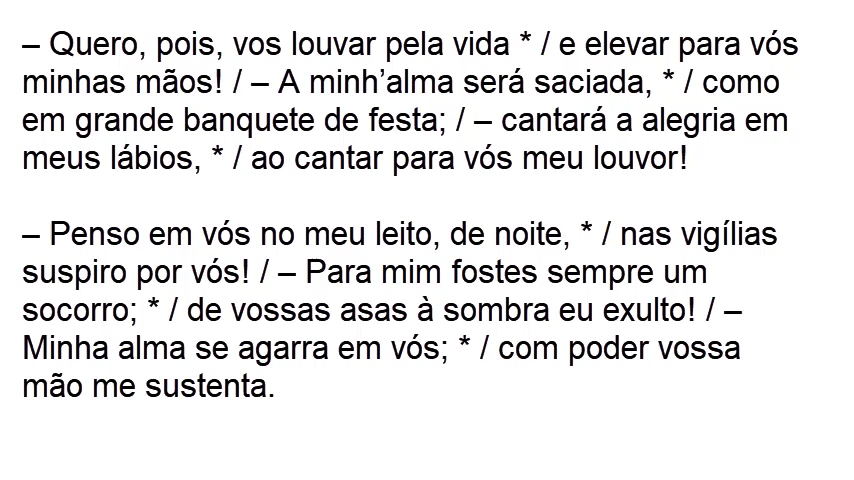 – Quero, pois, vos louvar pela vida * / e elevar para vós
minhas mãos! / – A minh’alma será saciada, * / como
em grande banquete de festa; / – cantará a alegria em
meus lábios, * / ao cantar para vós meu louvor!
– Penso em vós no meu leito, de noite, * / nas vigílias
suspiro por vós! / – Para mim fostes sempre um
socorro; * / de vossas asas à sombra eu exulto! / –
Minha alma se agarra em vós; * / com poder vossa
mão me sustenta.